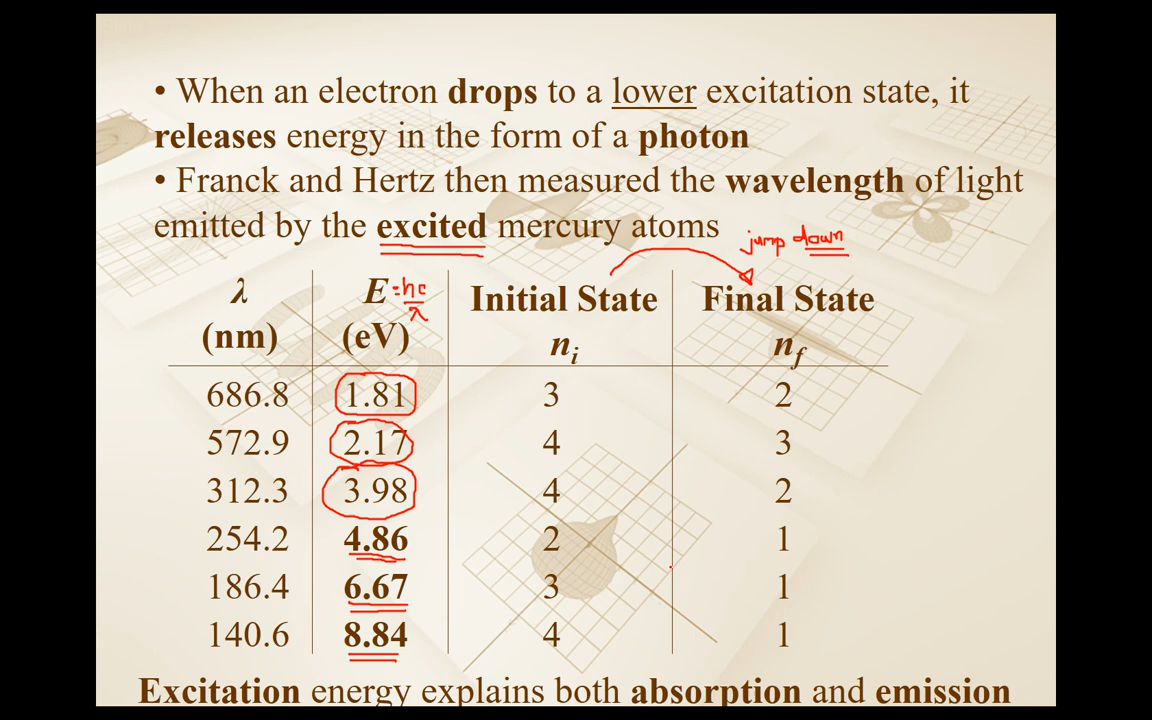 • When an electron drops to a lower excitation state, it
releases energy in the form of a photon
• Franck and Hertz then measured the wavelength of light
emitted by the excited mercury atoms
jump down
λ E =hc/λ Initial State Final State
(nm) (eV) nᵢ n_f
686.8 1.81 3 2
572.9 2.17 4 3
312.3 3.98 4 2
254.2 4.86 2 1
186.4 6.67 3 1
140.6 8.84 4 1
Excitation energy explains both absorption and emission